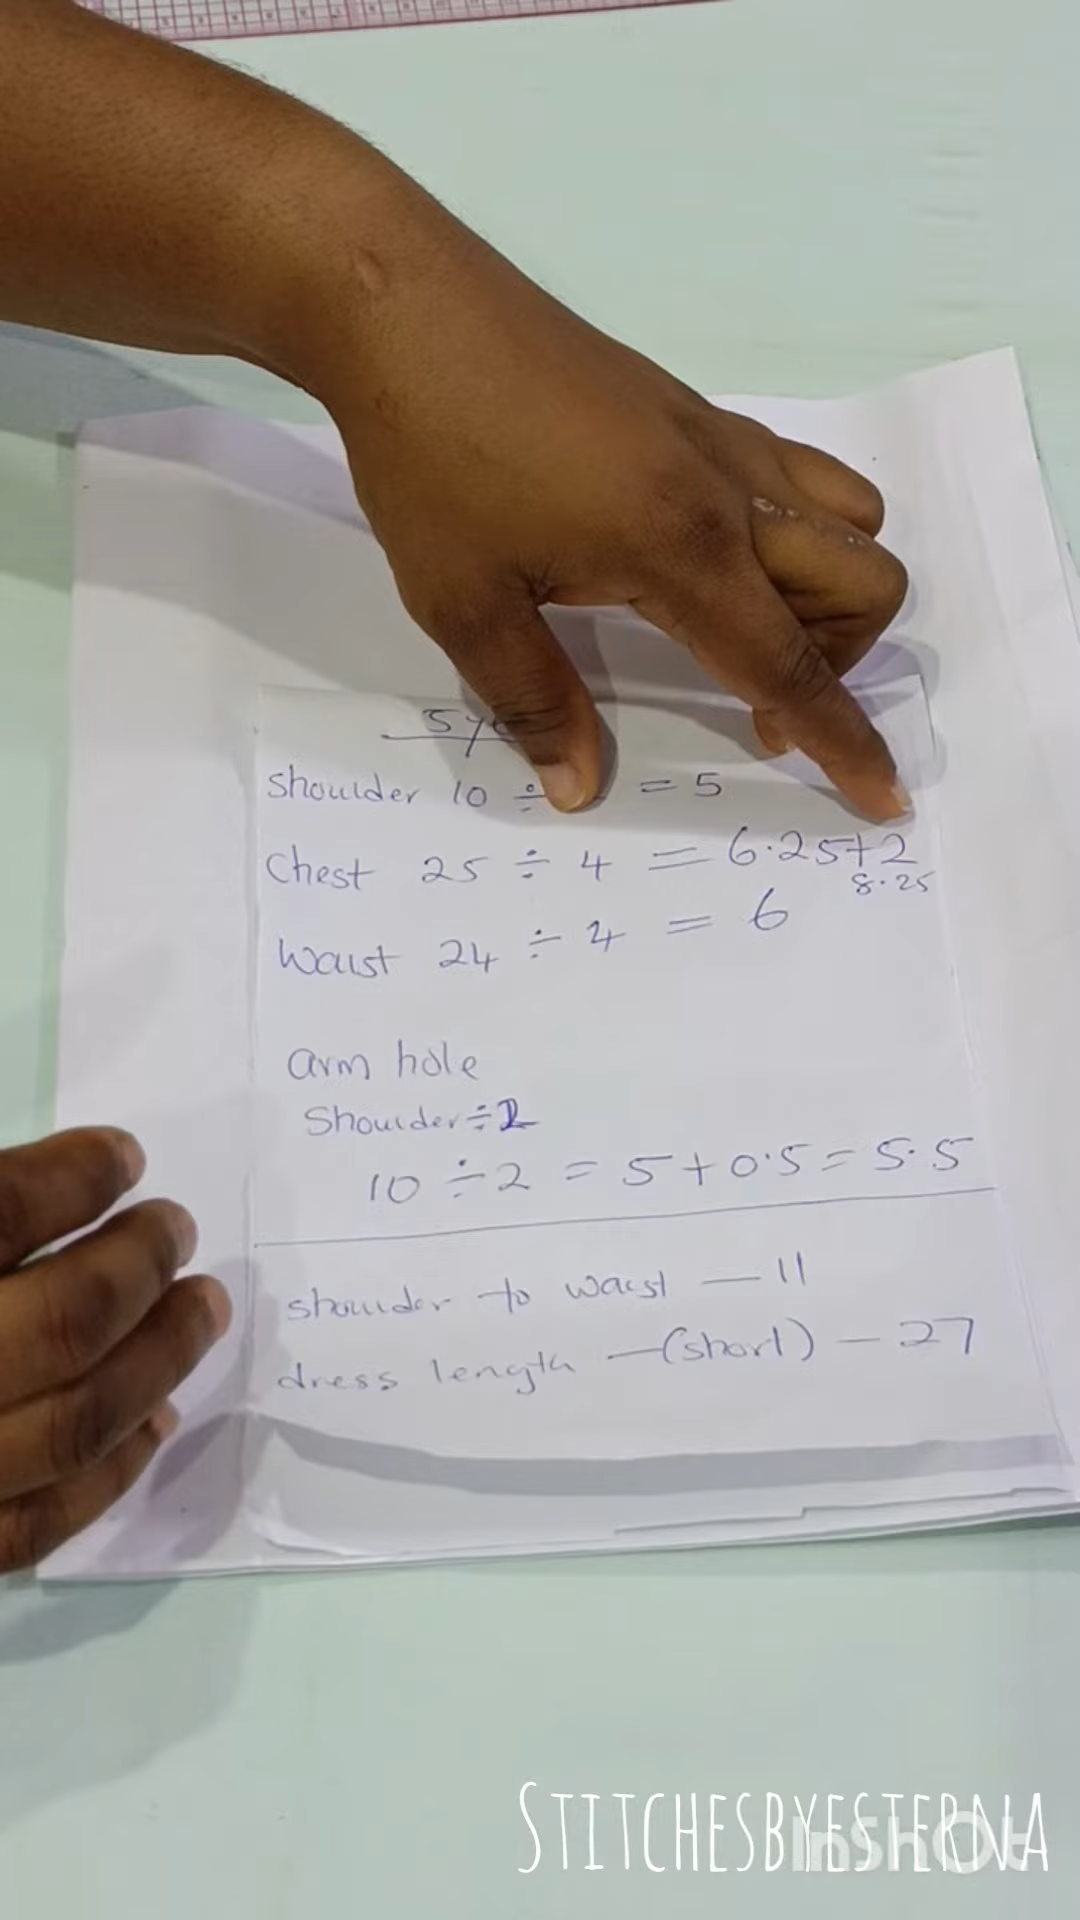 Shoulder 10 ÷ = 5
Chest 25 ÷ 4 = 6.25+2
8.25
Waist 24 ÷ 4 = 6
arm hole
Shoulder ÷ 2
10 ÷ 2 = 5 + 0.5 = 5.5
shoulder to waist — 11
dress length — (short) — 27
STITCHESBYESTERNA
InShOt